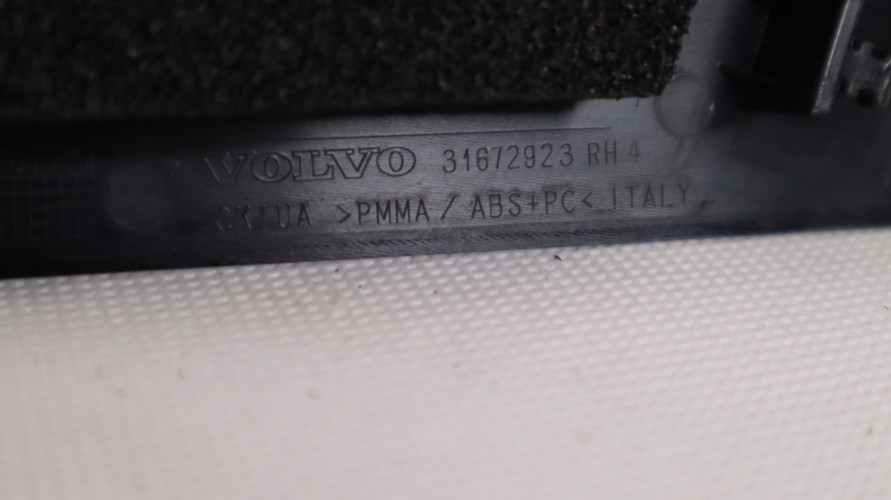 VOLVO 31672923 RH 4
>PMMA / ABS+PC< ITALY